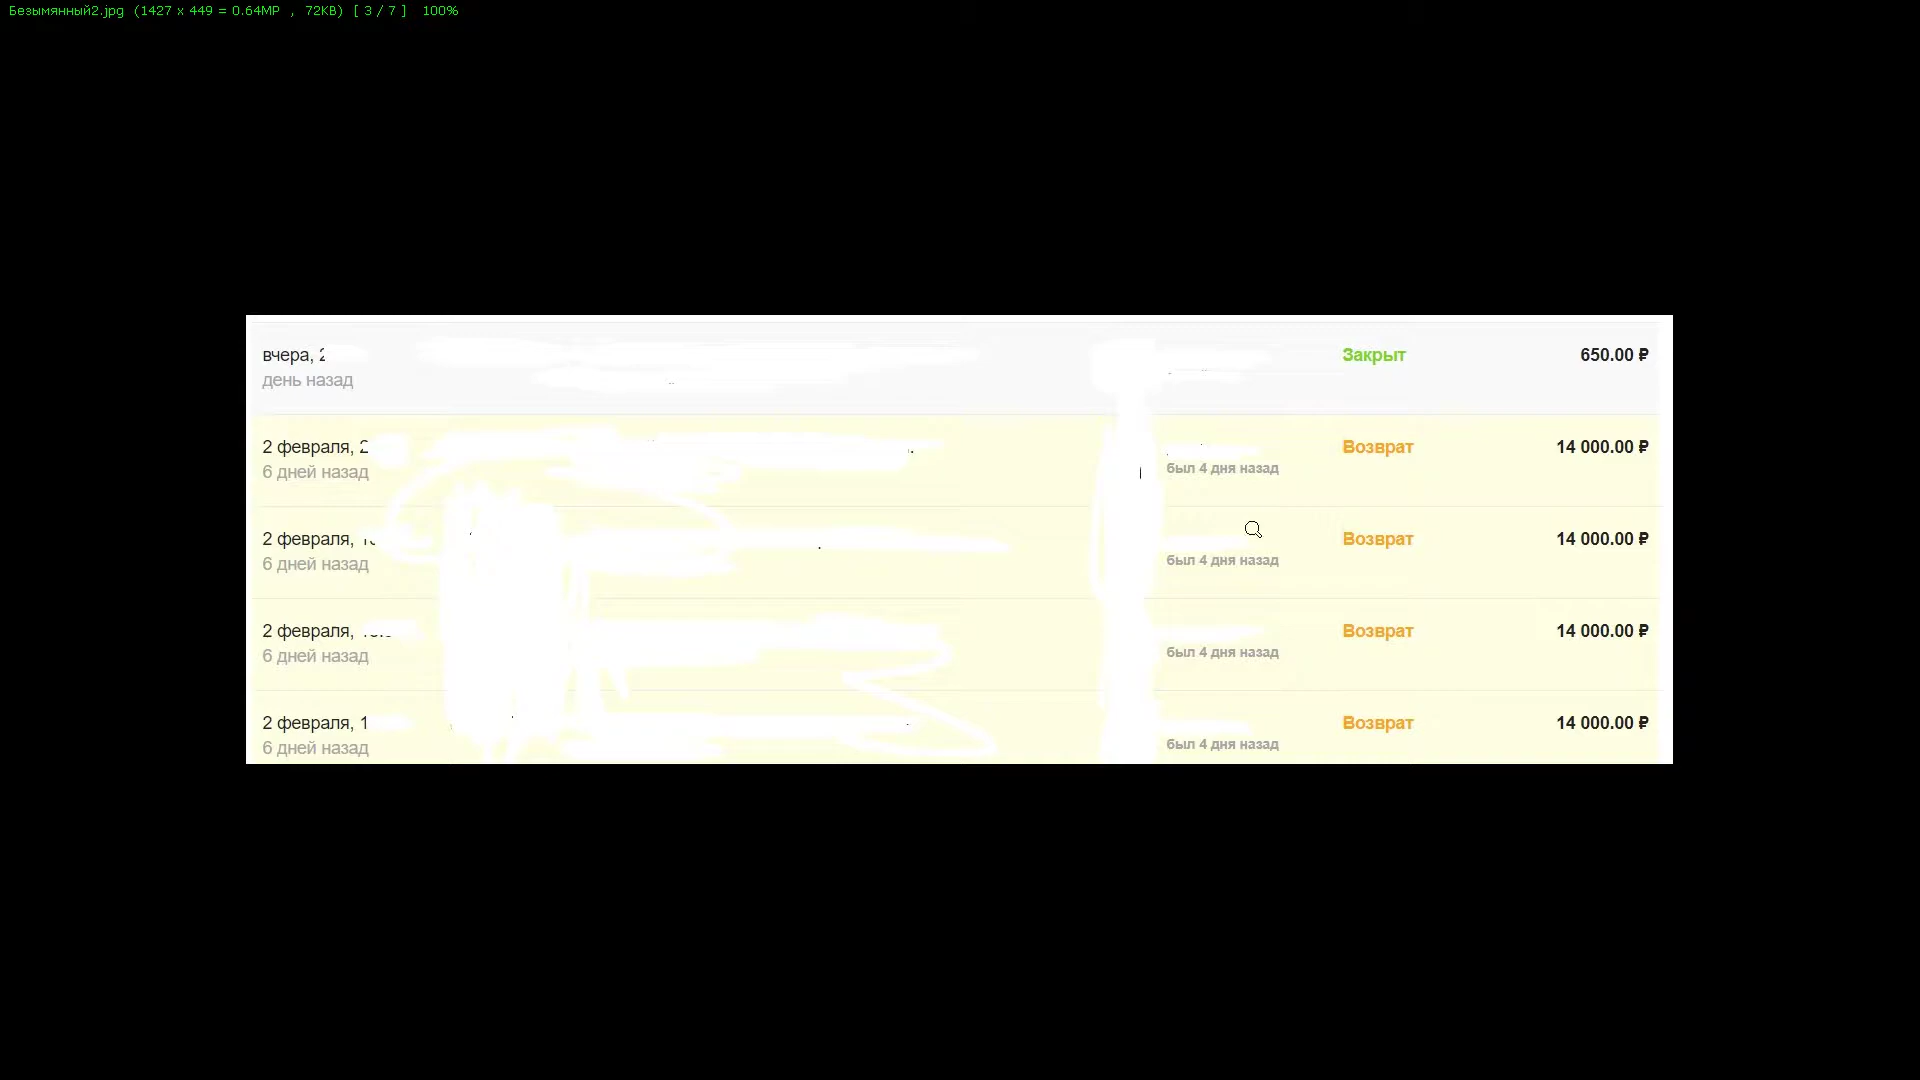 Безымянный2.jpg (1427 x 449 = 0.64MP , 72KB) [ 3 / 7 ] 100%
вчера, 2 Закрыт 650.00 ₽
день назад
2 февраля, 2 Возврат 14 000.00 ₽
6 дней назад был 4 дня назад
2 февраля, Возврат 14 000.00 ₽
6 дней назад был 4 дня назад
2 февраля, Возврат 14 000.00 ₽
6 дней назад был 4 дня назад
2 февраля, 1 Возврат 14 000.00 ₽
6 дней назад был 4 дня назад